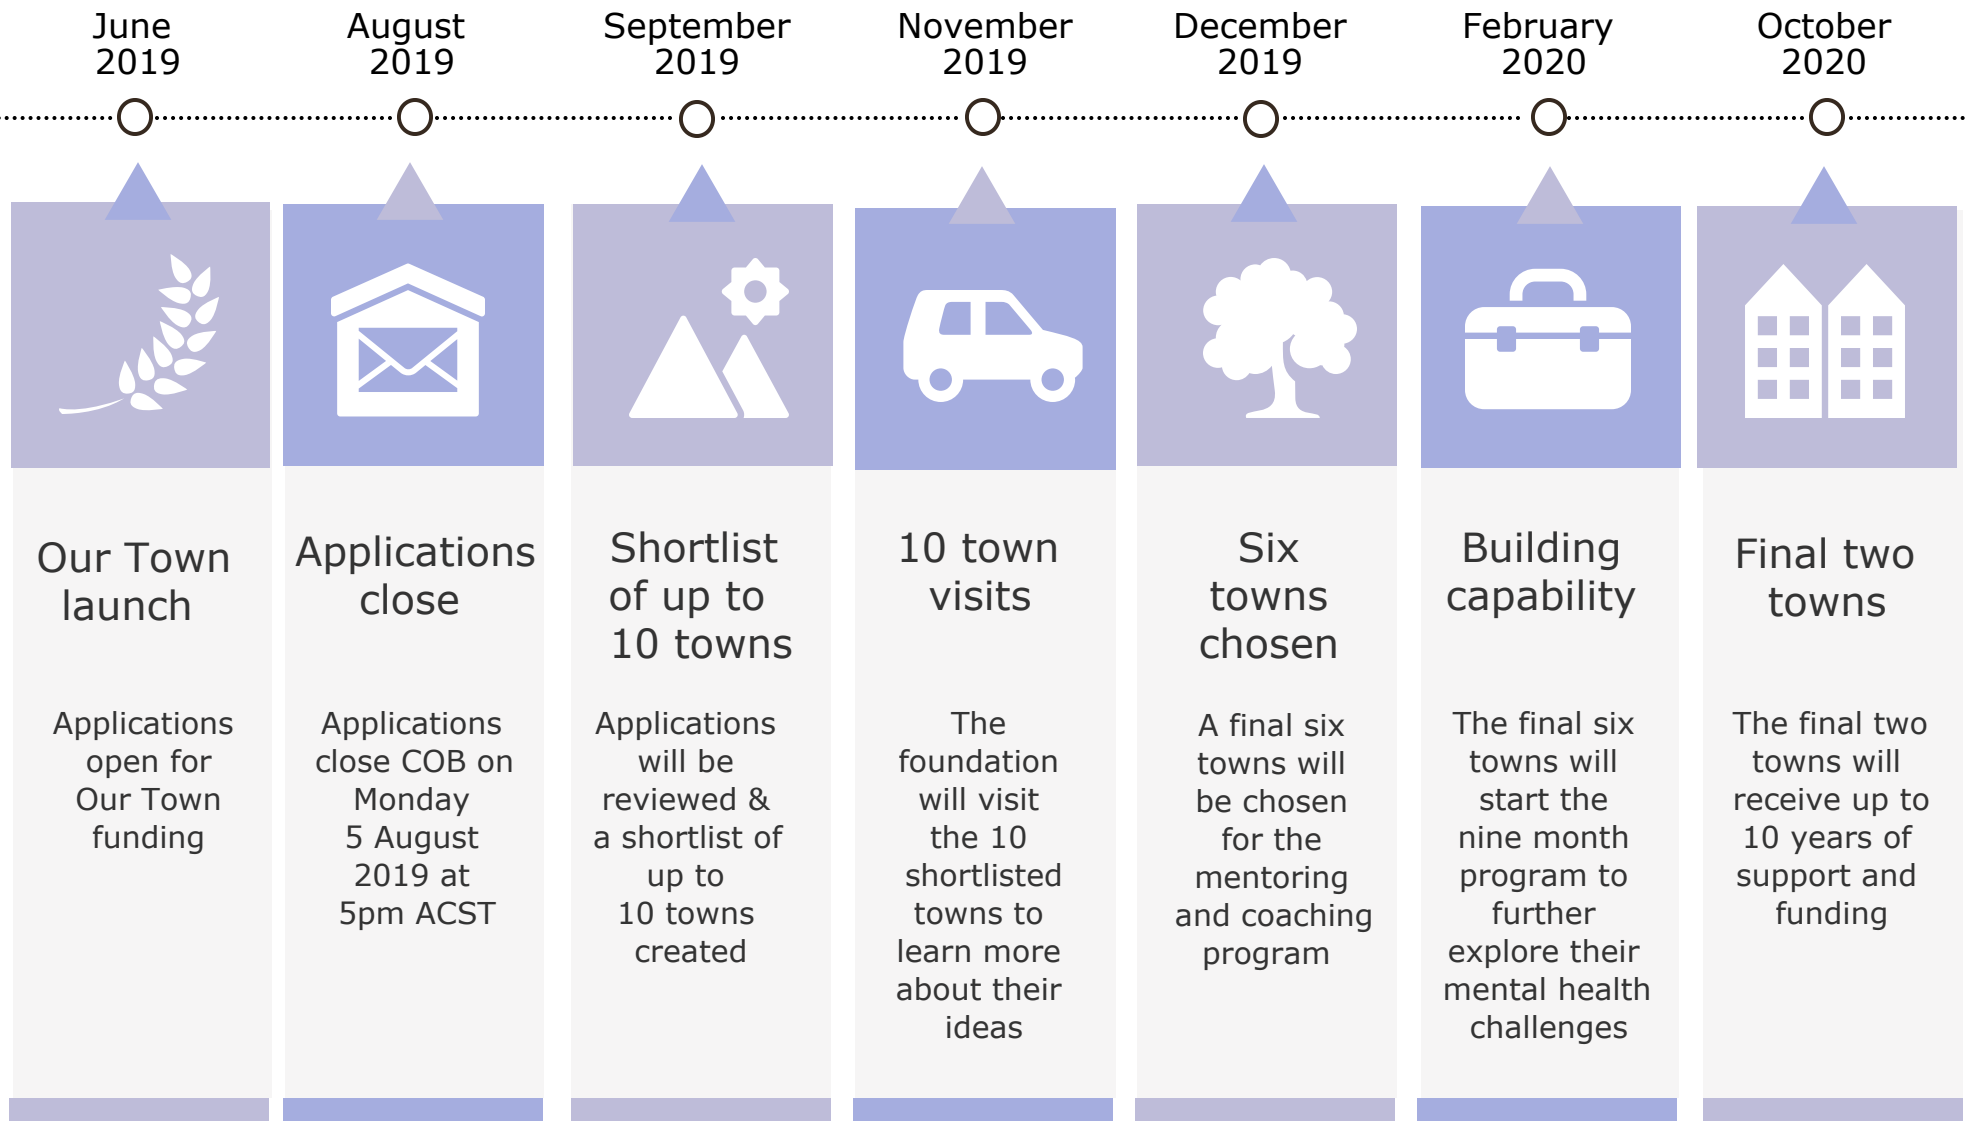 June
2019
August
2019
September
2019
November
2019
December
2019
February
2020
October
2020
Our Town
launch
Applications
open for
Our Town
funding
Applications
close
Applications
close COB on
Monday
5 August
2019 at
5pm ACST
Shortlist
of up to
10 towns
Applications
will be
reviewed &
a shortlist of
up to
10 towns
created
10 town
visits
The
foundation
will visit
the 10
shortlisted
towns to
learn more
about their
ideas
Six
towns
chosen
A final six
towns will
be chosen
for the
mentoring
and coaching
program
Building
capability
The final six
towns will
start the
nine month
program to
further
explore their
mental health
challenges
Final two
towns
The final two
towns will
receive up to
10 years of
support and
funding